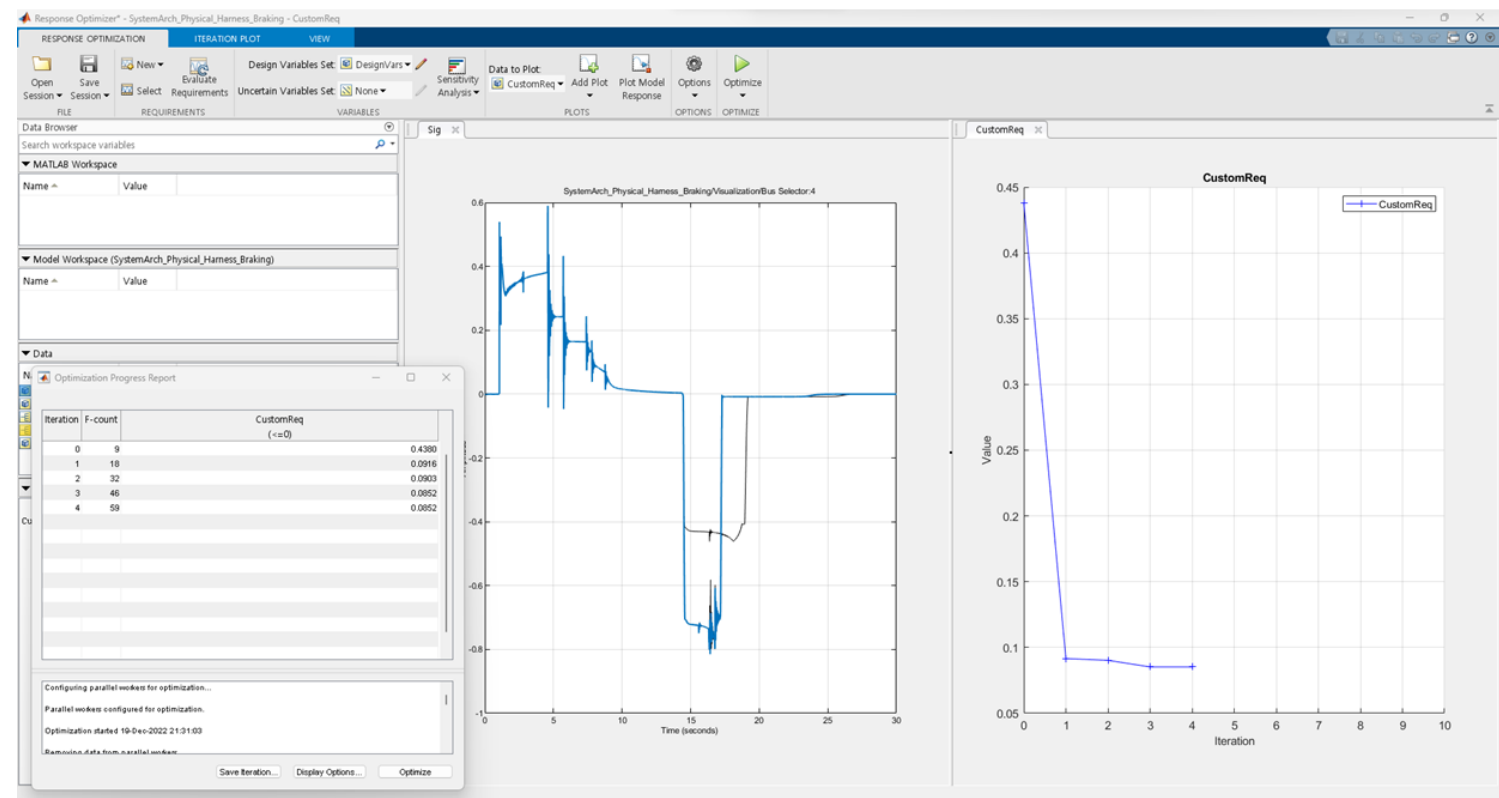 Response Optimizer* - SystemArch_Physical_Harness_Braking - CustomReq
RESPONSE OPTIMIZATION ITERATION PLOT VIEW
Open Session
Save Session
FILE
New
Select
Evaluate Requirements
REQUIREMENTS
Design Variables Set: DesignVars
Uncertain Variables Set: None
VARIABLES
Sensitivity Analysis
Data to Plot:
CustomReq
Add Plot
Plot Model Response
PLOTS
Options
OPTIONS
Optimize
OPTIMIZE
Data Browser
Search workspace variables
MATLAB Workspace
Name Value
Model Workspace (SystemArch_Physical_Harness_Braking)
Name Value
Data
Optimization Progress Report
Iteration F-count CustomReq
(<=0)
0 9 0.4380
1 18 0.0916
2 32 0.0903
3 46 0.0852
4 59 0.0852
Configuring parallel workers for optimization...
Parallel workers configured for optimization.
Optimization started 19-Dec-2022 21:31:03
Removing data from parallel workers
Save Iteration... Display Options... Optimize
Sig
SystemArch_Physical_Harness_Braking/Visualization/Bus Selector:4
0.6
0.4
0.2
0
-0.2
-0.4
-0.6
-0.8
-1
0 5 10 15 20 25 30
Time (seconds)
CustomReq
CustomReq
CustomReq
0.45
0.4
0.35
0.3
0.25
0.2
0.15
0.1
0.05
Value
0 1 2 3 4 5 6 7 8 9 10
Iteration